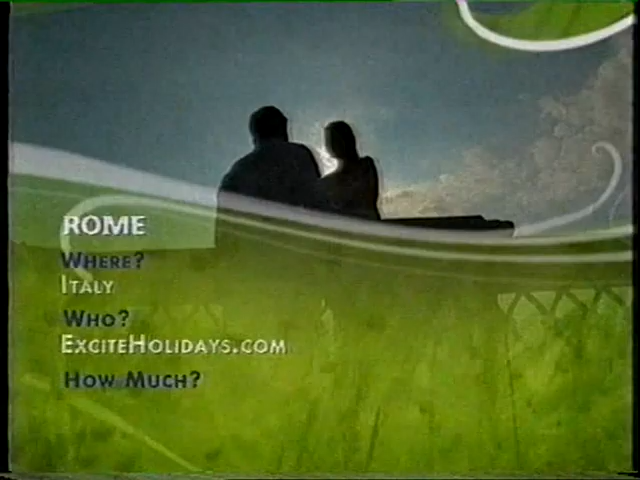 ROME
WHERE?
ITALY
WHO?
EXCITEHOLIDAYS.COM
HOW MUCH?